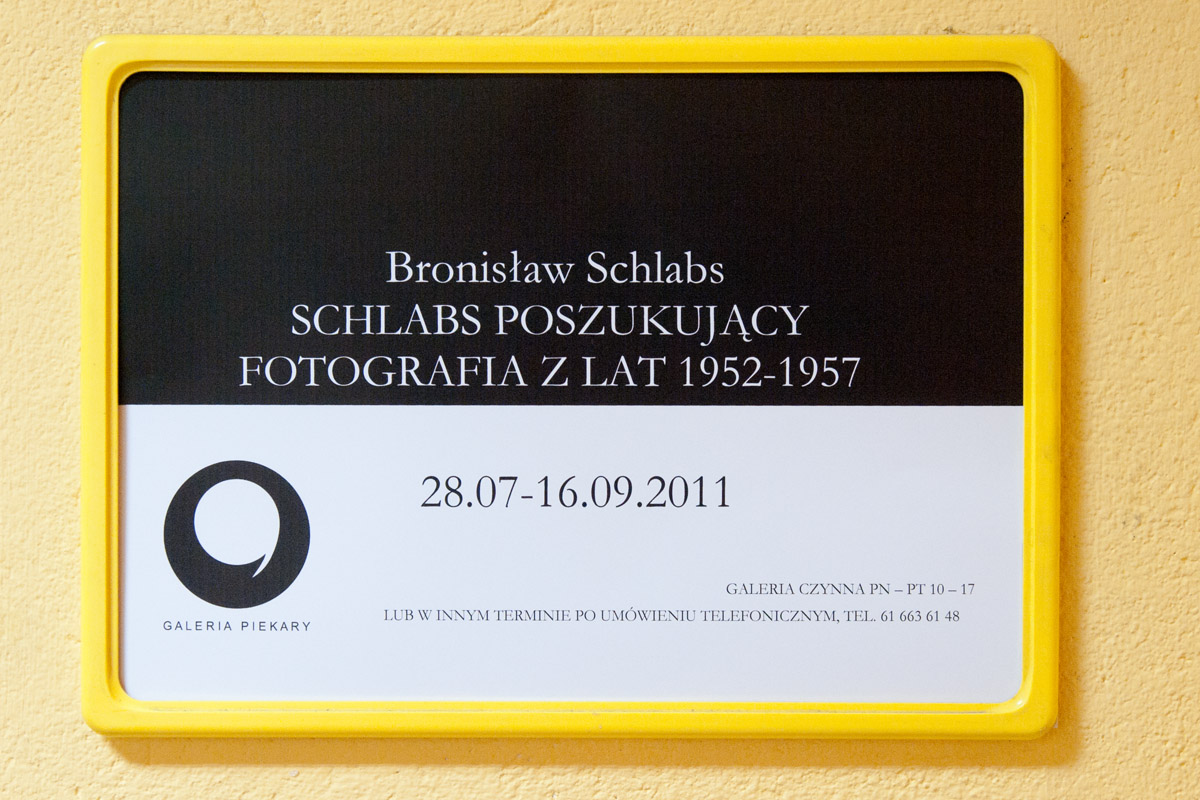 Bronisław Schlabs
SCHLABS POSZUKUJĄCY
FOTOGRAFIA Z LAT 1952-1957
28.07-16.09.2011
GALERIA CZYNNA PN – PT 10 – 17
LUB W INNYM TERMINIE PO UMÓWIENIU TELEFONICZNYM, TEL. 61 663 61 48
GALERIA PIEKARY